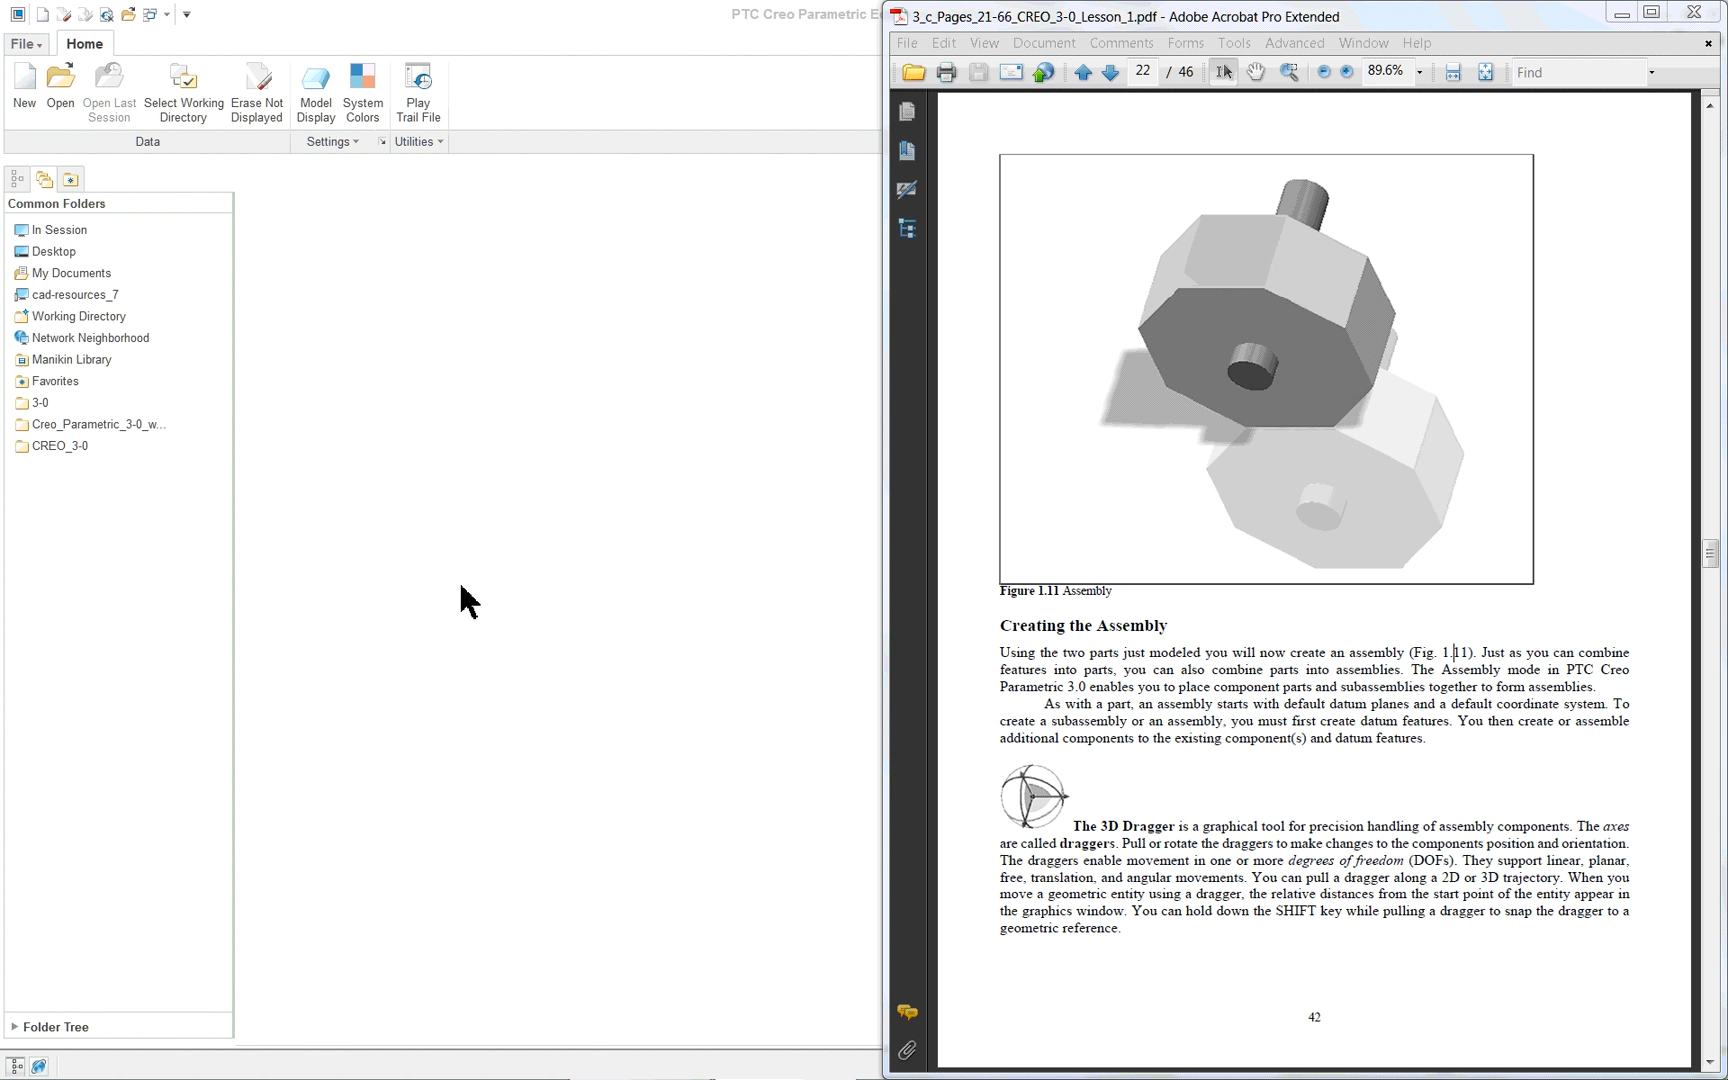 PTC Creo Parametric E
File
Home
New
Open
Open Last Session
Select Working Directory
Erase Not Displayed
Model Display
System Colors
Play Trail File
Data
Settings
Utilities
Common Folders
In Session
Desktop
My Documents
cad-resources_7
Working Directory
Network Neighborhood
Manikin Library
Favorites
3-0
Creo_Parametric_3-0_w...
CREO_3-0
Folder Tree
3_c_Pages_21-66_CREO_3-0_Lesson_1.pdf - Adobe Acrobat Pro Extended
File Edit View Document Comments Forms Tools Advanced Window Help
22 / 46 89.6% Find
Figure 1.11 Assembly
Creating the Assembly
Using the two parts just modeled you will now create an assembly (Fig. 1.11). Just as you can combine
features into parts, you can also combine parts into assemblies. The Assembly mode in PTC Creo
Parametric 3.0 enables you to place component parts and subassemblies together to form assemblies.
As with a part, an assembly starts with default datum planes and a default coordinate system. To
create a subassembly or an assembly, you must first create datum features. You then create or assemble
additional components to the existing component(s) and datum features.
The 3D Dragger is a graphical tool for precision handling of assembly components. The axes
are called draggers. Pull or rotate the draggers to make changes to the components position and orientation.
The draggers enable movement in one or more degrees of freedom (DOFs). They support linear, planar,
free, translation, and angular movements. You can pull a dragger along a 2D or 3D trajectory. When you
move a geometric entity using a dragger, the relative distances from the start point of the entity appear in
the graphics window. You can hold down the SHIFT key while pulling a dragger to snap the dragger to a
geometric reference.
42